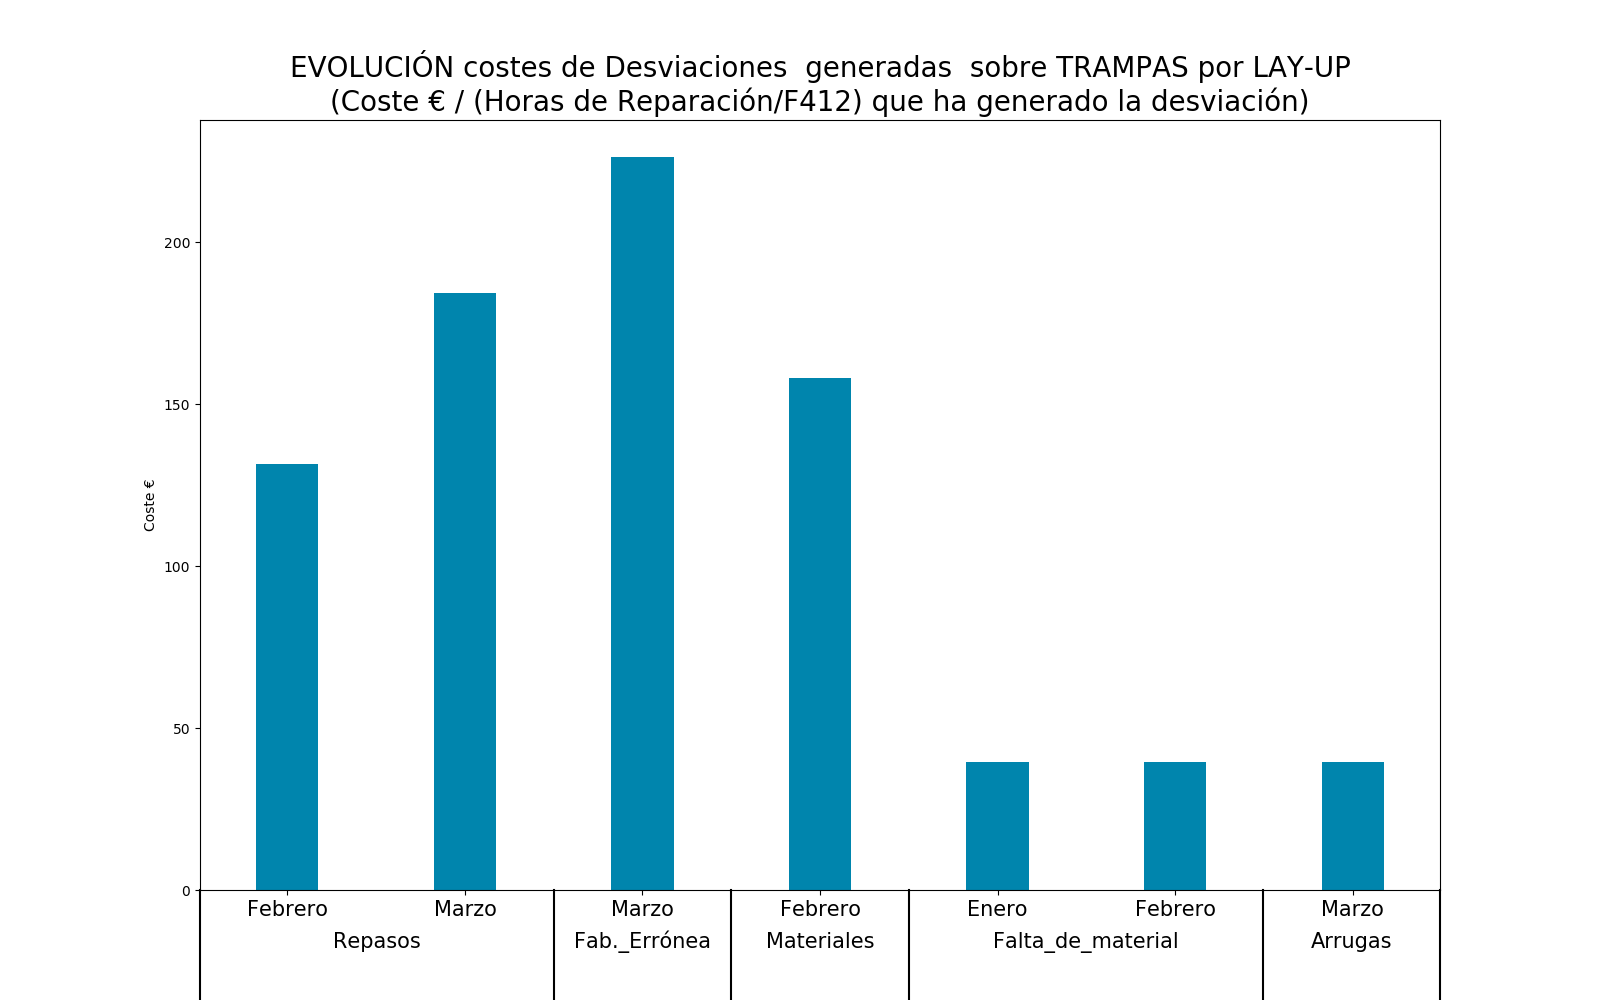 EVOLUCIÓN costes de Desviaciones  generadas  sobre TRAMPAS por LAY-UP
(Coste € / (Horas de Reparación/F412) que ha generado la desviación)
200
150
100
50
0
Coste €
Febrero Marzo Marzo Febrero Enero Febrero Marzo
Repasos Fab._Errónea Materiales Falta_de_material Arrugas